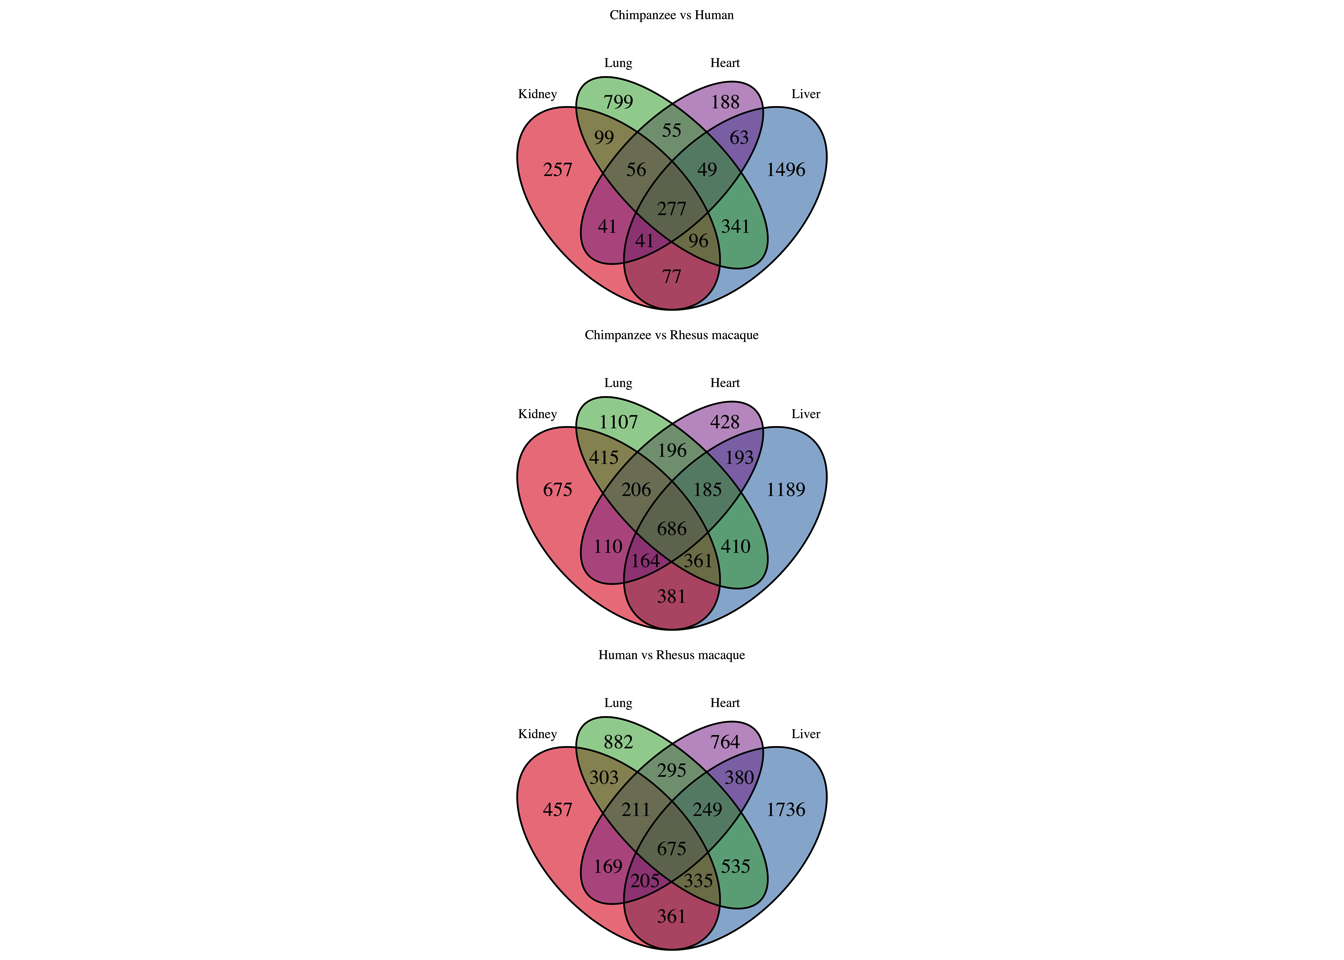 Chimpanzee vs Human
Lung Heart
Kidney Liver
799 188
99 55 63
257 56 49 1496
277
41 341
41 96
77
Chimpanzee vs Rhesus macaque
Lung Heart
Kidney Liver
1107 428
415 196 193
675 206 185 1189
686
110 410
164 361
381
Human vs Rhesus macaque
Lung Heart
Kidney Liver
882 764
303 295 380
457 211 249 1736
675
169 535
205 335
361